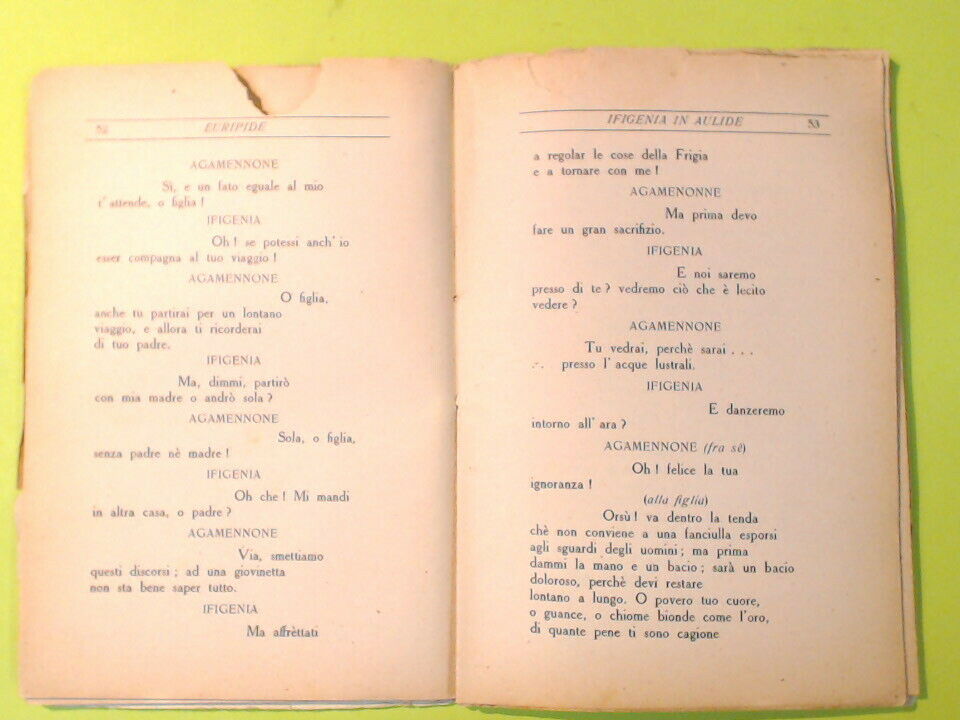 52 EURIPIDE
AGAMENNONE
Sì, e un fato eguale al mio
t' attende, o figlia !
IFIGENIA
Oh ! se potessi anch' io
esser compagna al tuo viaggio !
AGAMENNONE
O figlia,
anche tu partirai per un lontano
viaggio, e allora ti ricorderai
di tuo padre.
IFIGENIA
Ma, dimmi, partirò
con mia madre o andrò sola ?
AGAMENNONE
Sola, o figlia,
senza padre nè madre !
IFIGENIA
Oh che ! Mi mandi
in altra casa, o padre ?
AGAMENNONE
Via, smettiamo
questi discorsi ; ad una giovinetta
non sta bene saper tutto.
IFIGENIA
Ma affrèttati
IFIGENIA IN AULIDE 53
a regolar le cose della Frigia
e a tornare con me !
AGAMENONNE
Ma prima devo
fare un gran sacrifizio.
IFIGENIA
E noi saremo
presso di te ? vedremo ciò che è lecito
vedere ?
AGAMENNONE
Tu vedrai, perchè sarai . . .
presso l' acque lustrali.
IFIGENIA
E danzeremo
intorno all' ara ?
AGAMENNONE (fra sè)
Oh ! felice la tua
ignoranza !
(alla figlia)
Orsù ! va dentro la tenda
chè non conviene a una fanciulla esporsi
agli sguardi degli uomini ; ma prima
dammi la mano e un bacio ; sarà un bacio
doloroso, perchè devi restare
lontano a lungo. O povero tuo cuore,
o guance, o chiome bionde come l'oro,
di quante pene ti sono cagione